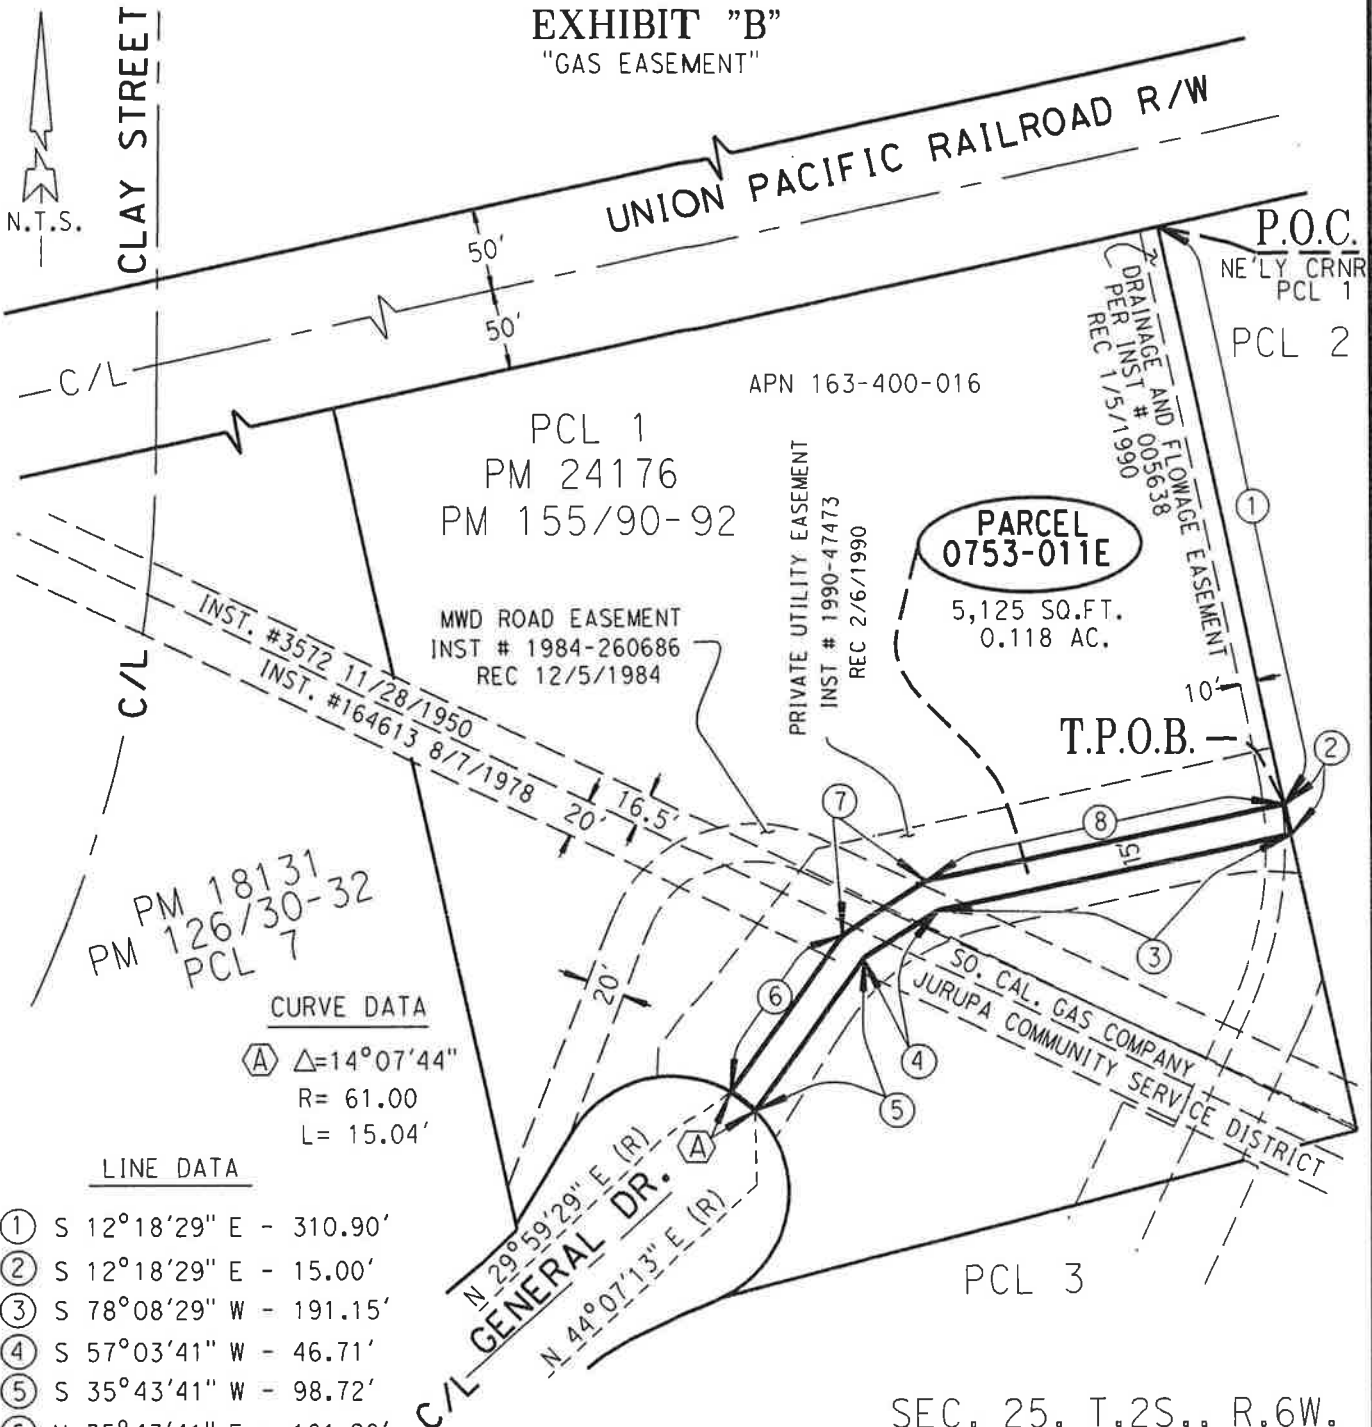 EXHIBIT "B"
"GAS EASEMENT"
N.T.S.
CLAY STREET
UNION PACIFIC RAILROAD R/W
50'
50'
C/L
P.O.C.
NE'LY CRNR
PCL 1
PCL 2
DRAINAGE AND FLOWAGE EASEMENT
PER INST # 005638
REC 1/5/1990
APN 163-400-016
PCL 1
PM 24176
PM 155/90-92
PRIVATE UTILITY EASEMENT
INST # 1990-47473
REC 2/6/1990
PARCEL
0753-011E
5,125 SQ.FT.
0.118 AC.
1
MWD ROAD EASEMENT
INST # 1984-260686
REC 12/5/1984
INST. #3572 11/28/1950
INST. #164613 8/7/1978
C/L
10'
T.P.O.B.
2
16.5'
20'
7
8
15'
PM 18131
PM 126/30-32
PCL 7
3
6
20'
SO. CAL. GAS COMPANY
JURUPA COMMUNITY SERVICE DISTRICT
4
5
A
CURVE DATA
A Δ=14°07'44"
R= 61.00
L= 15.04'
N 29°59'29" E (R)
GENERAL DR.
N 44°07'13" E (R)
C/L
PCL 3
LINE DATA
1 S 12°18'29" E - 310.90'
2 S 12°18'29" E - 15.00'
3 S 78°08'29" W - 191.15'
4 S 57°03'41" W - 46.71'
5 S 35°43'41" W - 98.72'
SEC. 25, T.2S., R.6W.